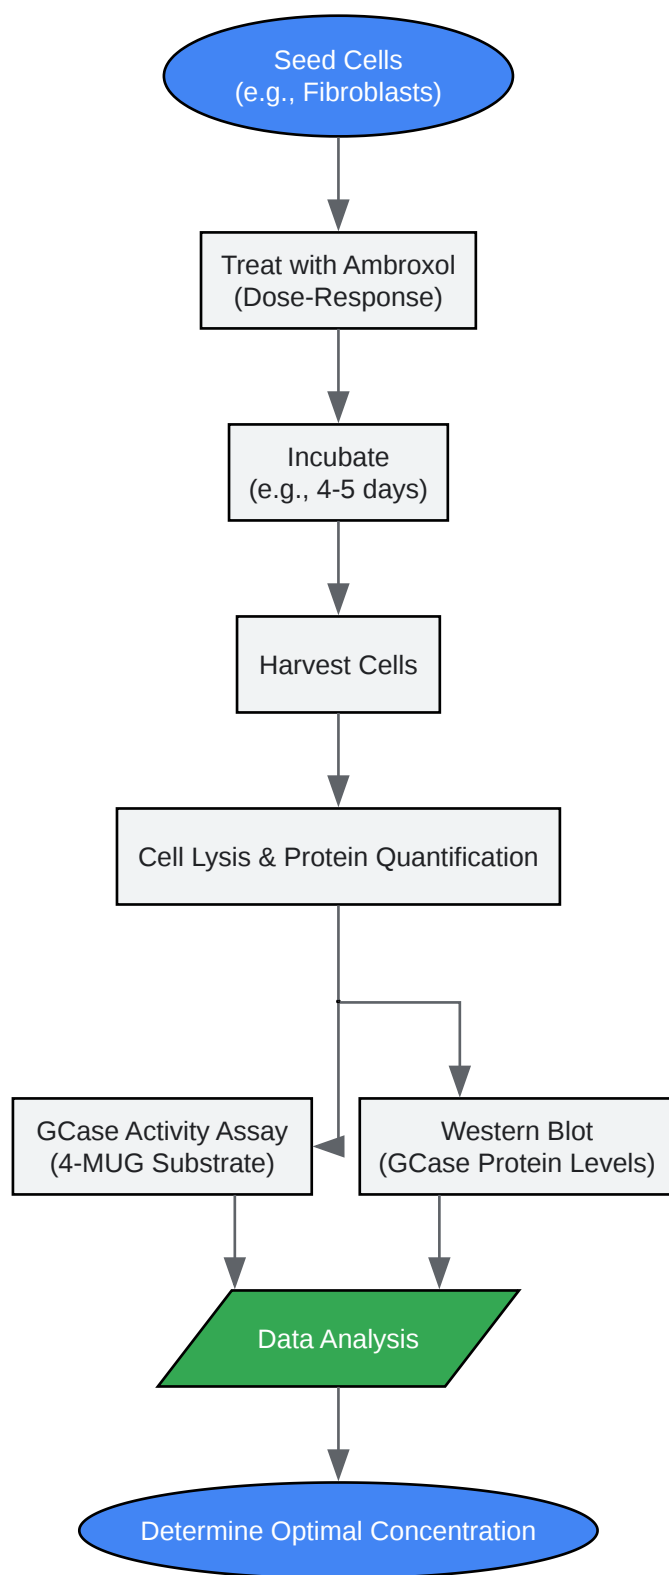 Seed Cells
(e.g., Fibroblasts)
Treat with Ambroxol
(Dose-Response)
Incubate
(e.g., 4-5 days)
Harvest Cells
Cell Lysis & Protein Quantification
GCase Activity Assay
(4-MUG Substrate)
Western Blot
(GCase Protein Levels)
Data Analysis
Determine Optimal Concentration